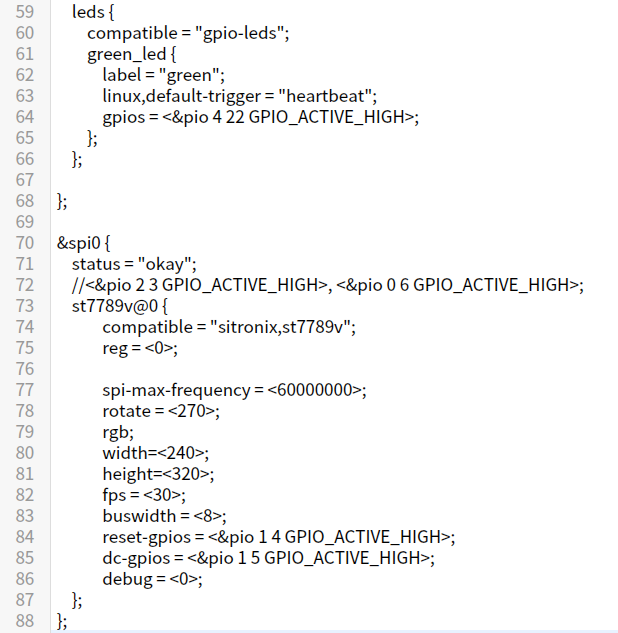 59 leds {
60 compatible = "gpio-leds";
61 green_led {
62 label = "green";
63 linux,default-trigger = "heartbeat";
64 gpios = <&pio 4 22 GPIO_ACTIVE_HIGH>;
65 };
66 };
67
68 };
69
70 &spi0 {
71 status = "okay";
72 //<&pio 2 3 GPIO_ACTIVE_HIGH>, <&pio 0 6 GPIO_ACTIVE_HIGH>;
73 st7789v@0 {
74 compatible = "sitronix,st7789v";
75 reg = <0>;
76
77 spi-max-frequency = <60000000>;
78 rotate = <270>;
79 rgb;
80 width=<240>;
81 height=<320>;
82 fps = <30>;
83 buswidth = <8>;
84 reset-gpios = <&pio 1 4 GPIO_ACTIVE_HIGH>;
85 dc-gpios = <&pio 1 5 GPIO_ACTIVE_HIGH>;
86 debug = <0>;
87 };
88 };